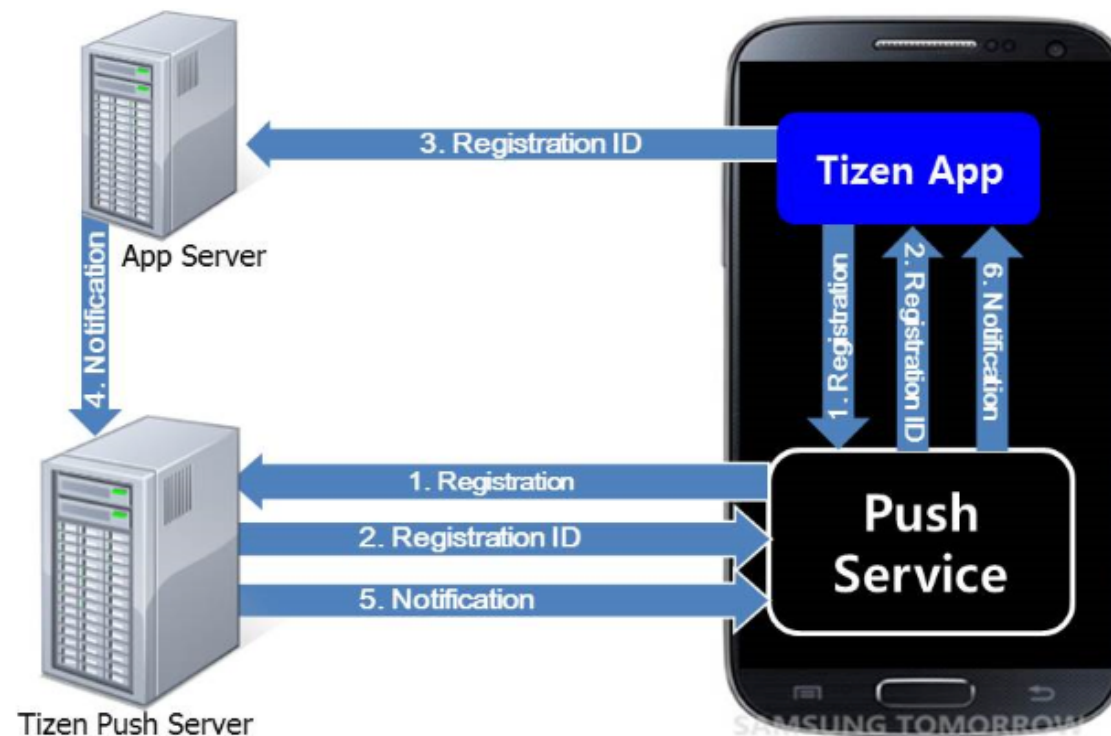 3. Registration ID
Tizen App
App Server
4. Notification
1. Registration
2. Registration ID
6. Notification
1. Registration
2. Registration ID
5. Notification
Push
Service
Tizen Push Server
SAMSUNG TOMORROW